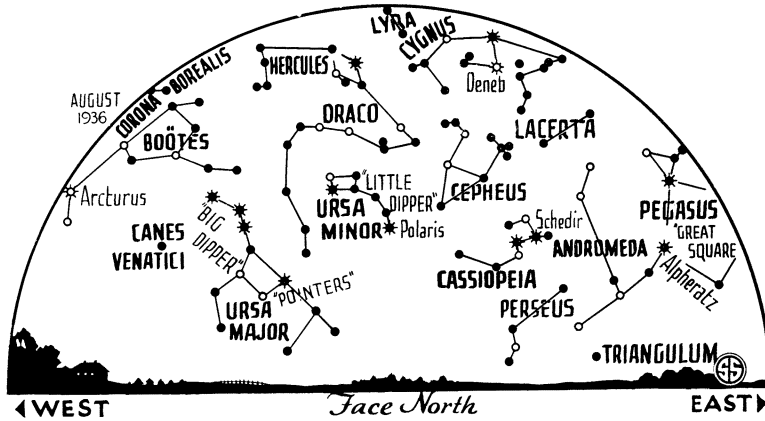 LYRA
CYGNUS
HERCULES
Deneb
CORONA BOREALIS
AUGUST
1936
DRACO
LACERTA
BOÖTES
Arcturus
"LITTLE
DIPPER"
CEPHEUS
URSA
MINOR
Polaris
PEGASUS
"GREAT
SQUARE
"BIG
DIPPER"
CANES
VENATICI
Schedir
ANDROMEDA
Alpheratz
CASSIOPEIA
"POINTERS"
URSA
MAJOR
PERSEUS
TRIANGULUM
SS
WEST
Face North
EAST